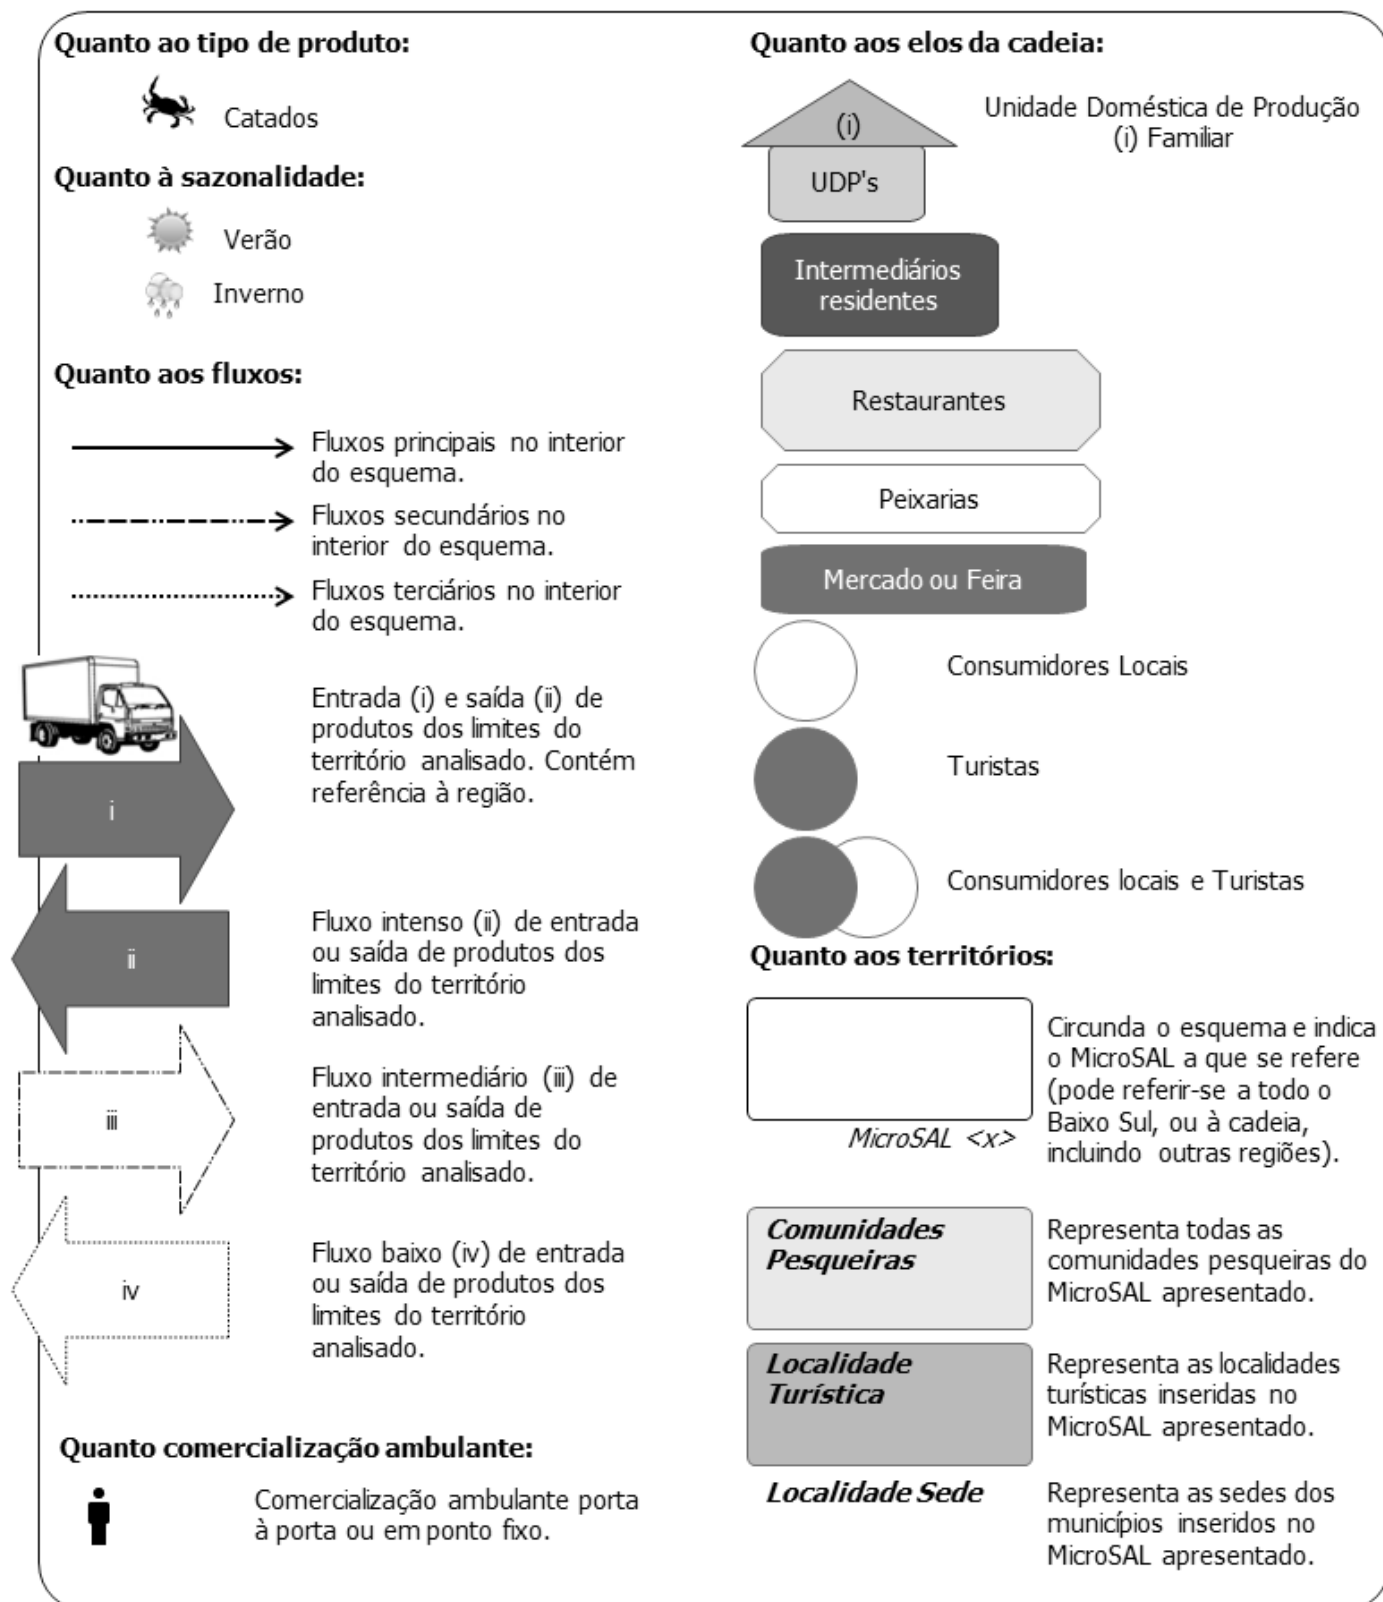 Quanto ao tipo de produto:
Catados
Quanto à sazonalidade:
Verão
Inverno
Quanto aos fluxos:
Fluxos principais no interior
do esquema.
Fluxos secundários no
interior do esquema.
Fluxos terciários no interior
do esquema.
i
Entrada (i) e saída (ii) de
produtos dos limites do
território analisado. Contém
referência à região.
ii
Fluxo intenso (ii) de entrada
ou saída de produtos dos
limites do território
analisado.
iii
Fluxo intermediário (iii) de
entrada ou saída de
produtos dos limites do
território analisado.
iv
Fluxo baixo (iv) de entrada
ou saída de produtos dos
limites do território
analisado.
Quanto comercialização ambulante:
Comercialização ambulante porta
à porta ou em ponto fixo.
Quanto aos elos da cadeia:
(i)
UDP's
Unidade Doméstica de Produção
(i) Familiar
Intermediários
residentes
Restaurantes
Peixarias
Mercado ou Feira
Consumidores Locais
Turistas
Consumidores locais e Turistas
Quanto aos territórios:
MicroSAL <x>
Circunda o esquema e indica
o MicroSAL a que se refere
(pode referir-se a todo o
Baixo Sul, ou à cadeia,
incluindo outras regiões).
Comunidades
Pesqueiras
Representa todas as
comunidades pesqueiras do
MicroSAL apresentado.
Localidade
Turística
Representa as localidades
turísticas inseridas no
MicroSAL apresentado.
Localidade Sede
Representa as sedes dos
municípios inseridos no
MicroSAL apresentado.